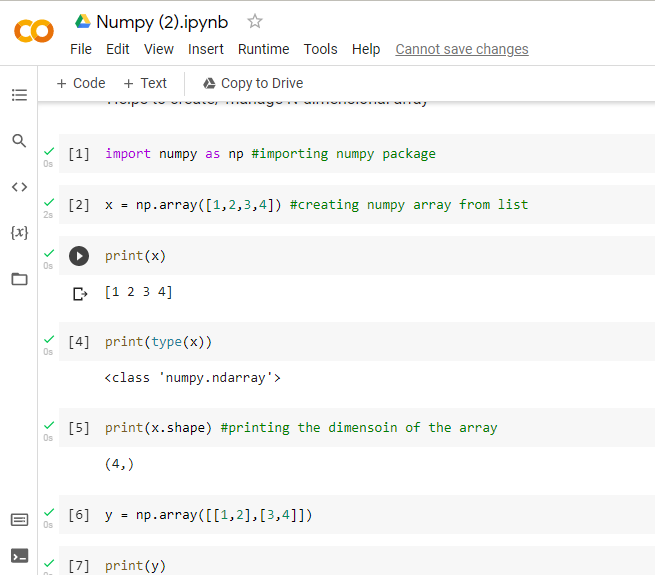 Numpy (2).ipynb
File Edit View Insert Runtime Tools Help Cannot save changes
+ Code + Text Copy to Drive
[1] import numpy as np #importing numpy package
0s
[2] x = np.array([1,2,3,4]) #creating numpy array from list
2s
print(x)
0s
[1 2 3 4]
[4] print(type(x))
0s
<class 'numpy.ndarray'>
[5] print(x.shape) #printing the dimensoin of the array
0s
(4,)
[6] y = np.array([[1,2],[3,4]])
0s
[7] print(y)